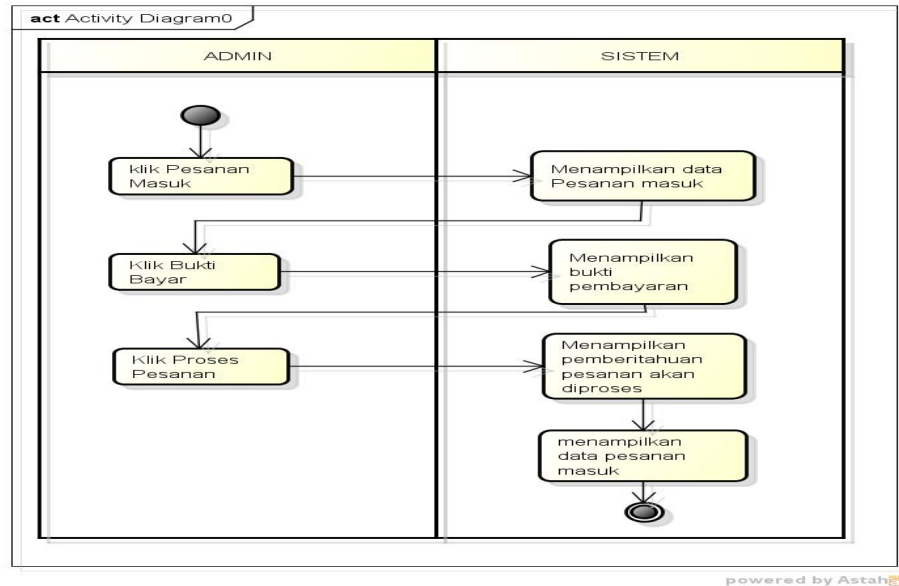 act Activity Diagram0
ADMIN
SISTEM
klik Pesanan
Masuk
Menampilkan data
Pesanan masuk
Klik Bukti
Bayar
Menampilkan
bukti
pembayaran
Klik Proses
Pesanan
Menampilkan
pemberitahuan
pesanan akan
diproses
menampilkan
data pesanan
masuk
powered by Astah